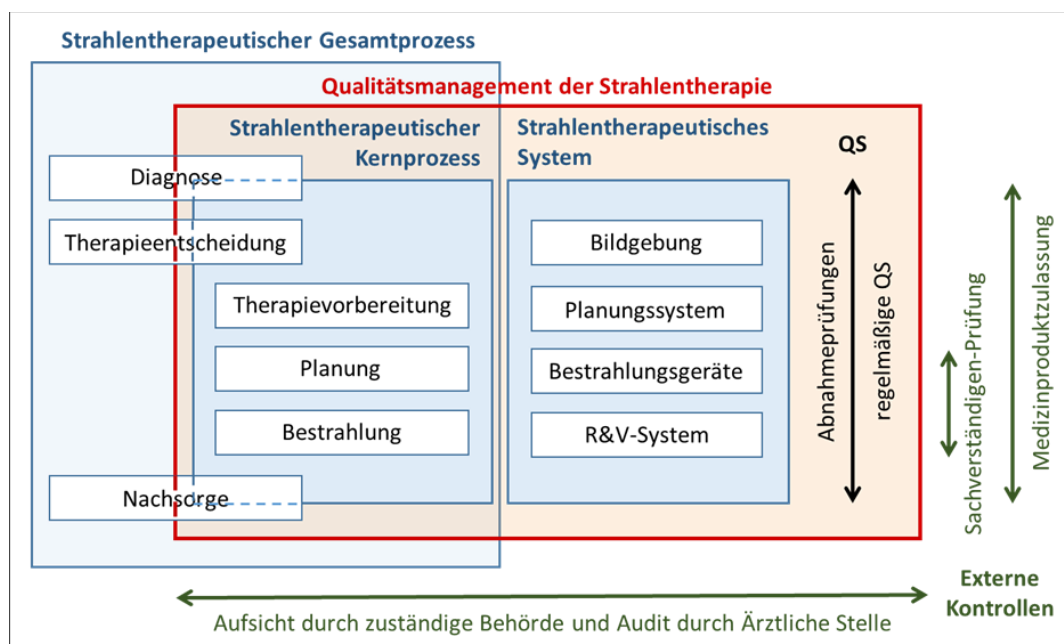 Strahlentherapeutischer Gesamtprozess
Qualitätsmanagement der Strahlentherapie
Strahlentherapeutischer
Kernprozess
Diagnose
Therapieentscheidung
Therapievorbereitung
Planung
Bestrahlung
Nachsorge
Strahlentherapeutisches
System
Bildgebung
Planungssystem
Bestrahlungsgeräte
R&V-System
QS
Abnahmeprüfungen
regelmäßige QS
Sachverständigen-Prüfung
Medizinproduktzulassung
Externe
Kontrollen
Aufsicht durch zuständige Behörde und Audit durch Ärztliche Stelle